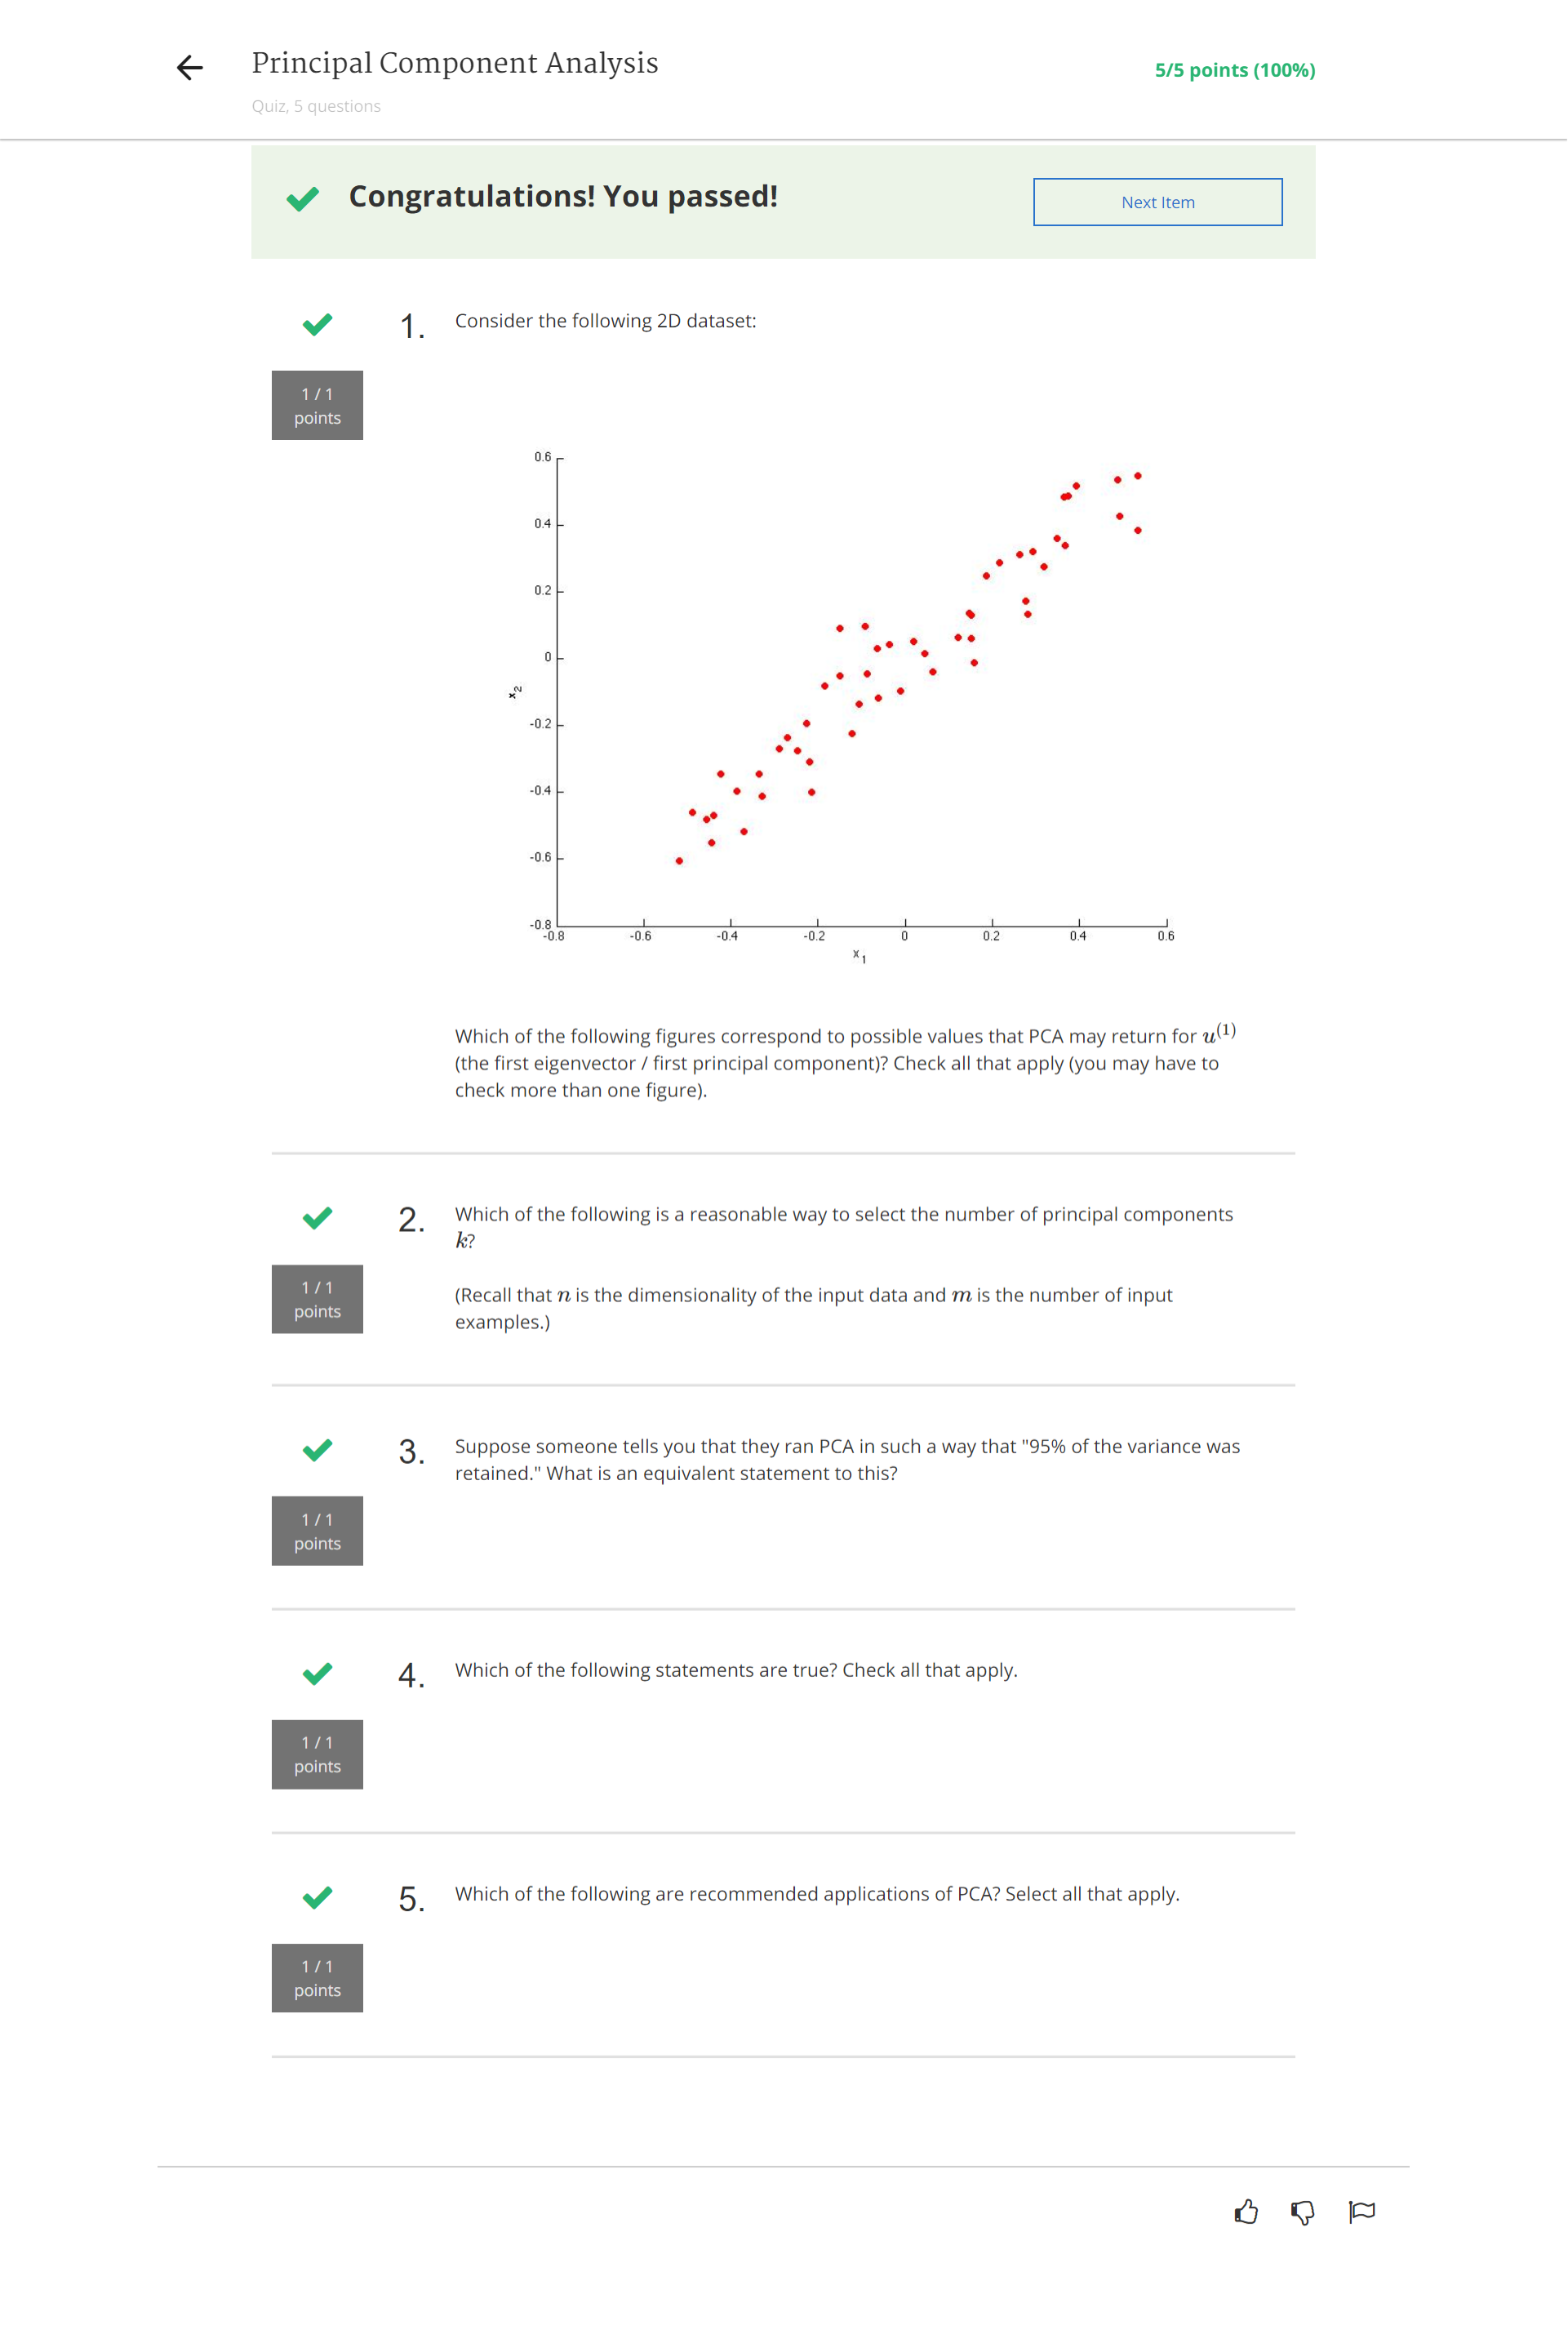 Principal Component Analysis
5/5 points (100%)
Quiz, 5 questions
Congratulations! You passed!
Next Item
1.
Consider the following 2D dataset:
1 / 1
points
0.6
0.4
0.2
0
-0.2
-0.4
-0.6
-0.8
x2
-0.8
-0.6
-0.4
-0.2
0
0.2
0.4
0.6
x1
Which of the following figures correspond to possible values that PCA may return for u^(1)
(the first eigenvector / first principal component)? Check all that apply (you may have to
check more than one figure).
2.
Which of the following is a reasonable way to select the number of principal components
k?
1 / 1
points
(Recall that n is the dimensionality of the input data and m is the number of input
examples.)
3.
Suppose someone tells you that they ran PCA in such a way that "95% of the variance was
retained." What is an equivalent statement to this?
1 / 1
points
4.
Which of the following statements are true? Check all that apply.
1 / 1
points
5.
Which of the following are recommended applications of PCA? Select all that apply.
1 / 1
points